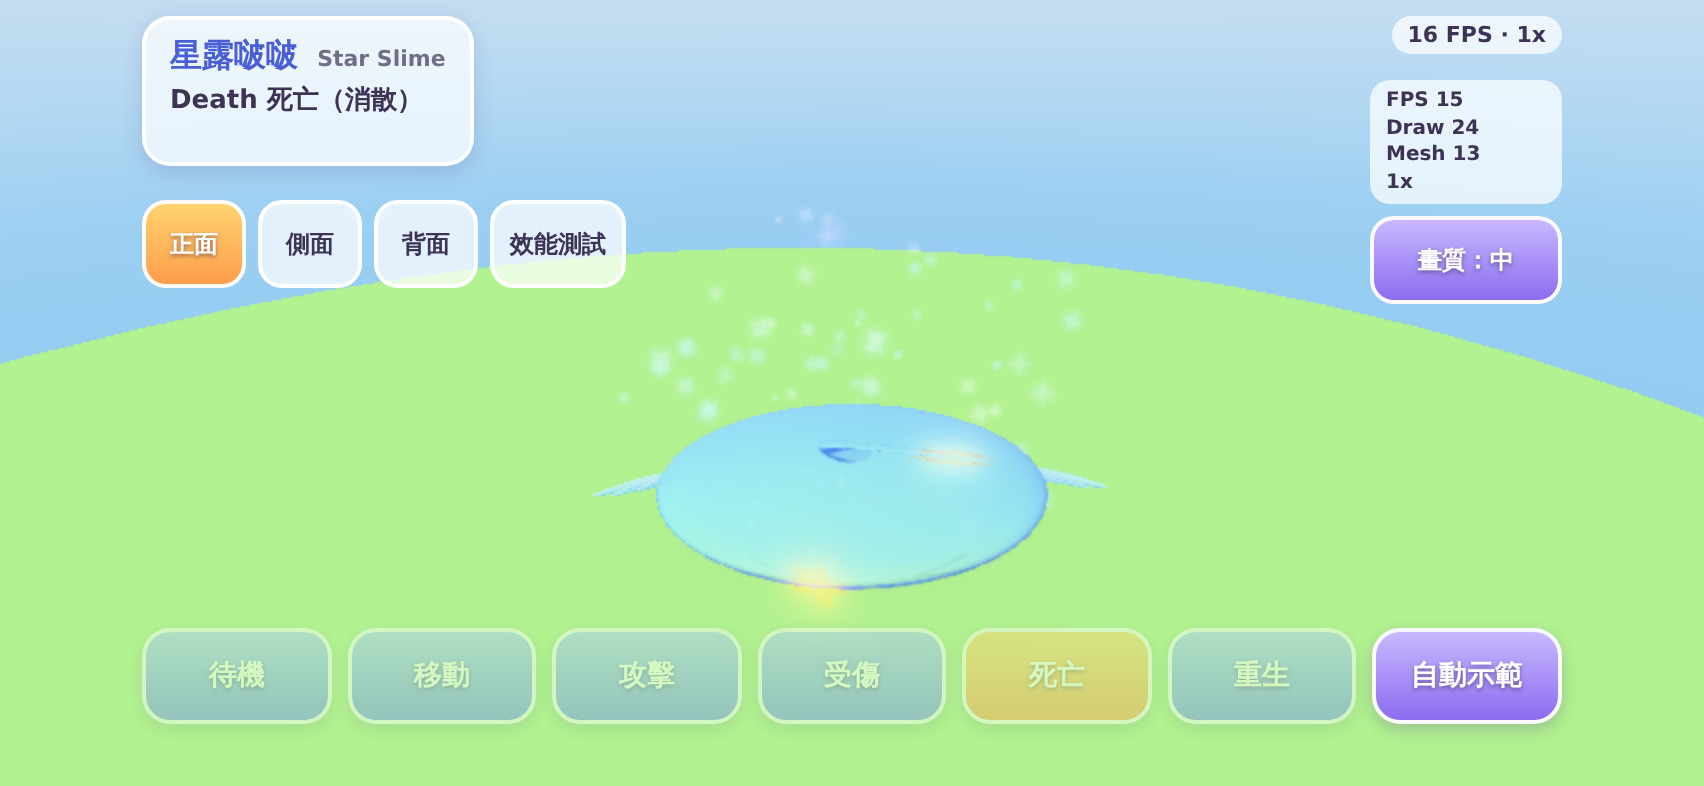 星露啵啵 Star Slime
Death 死亡（消散）
16 FPS · 1x
FPS 15
Draw 24
Mesh 13
1x
正面 側面 背面 效能測試
畫質：中
待機 移動 攻擊 受傷 死亡 重生 自動示範